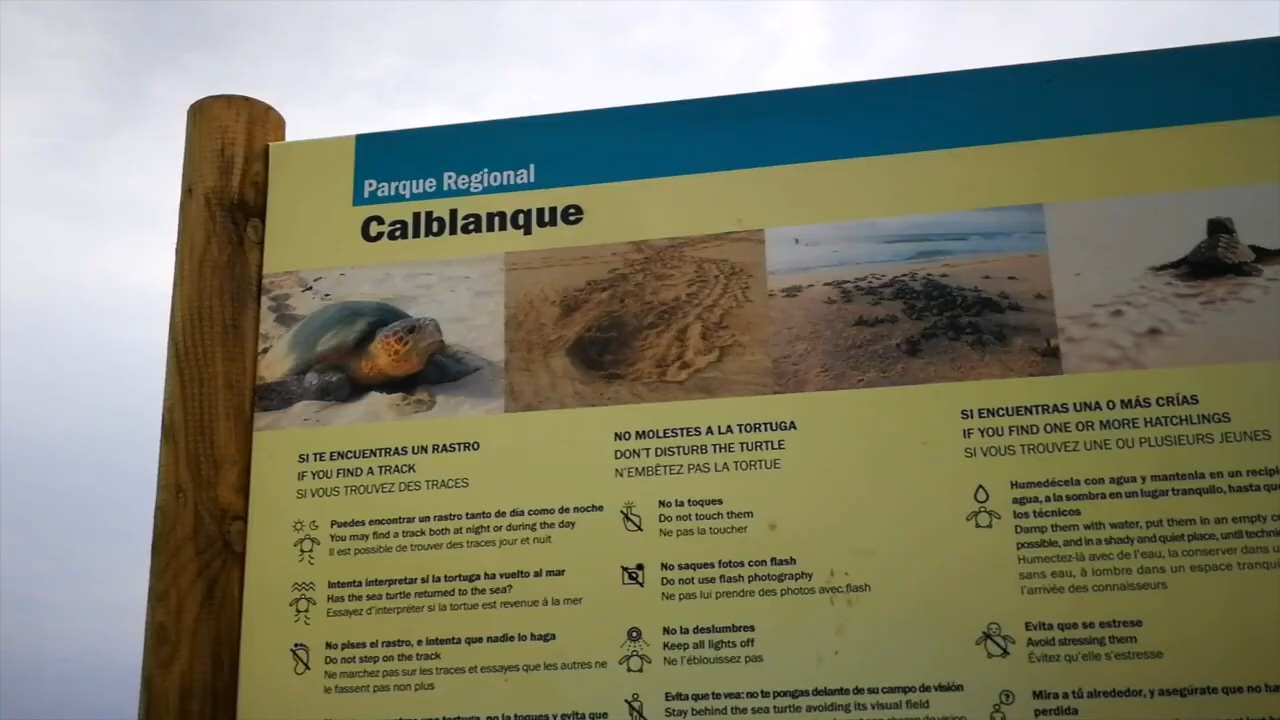 Parque Regional
Calblanque
SI TE ENCUENTRAS UN RASTRO
IF YOU FIND A TRACK
SI VOUS TROUVEZ DES TRACES
Puedes encontrar un rastro tanto de día como de noche
You may find a track both at night or during the day
Il est possible de trouver des traces jour et nuit
Intenta interpretar si la tortuga ha vuelto al mar
Has the sea turtle returned to the sea?
Essayez d'interpréter si la tortue est revenue à la mer
No pises el rastro, e intenta que nadie lo haga
Do not step on the track
Ne marchez pas sur les traces et essayes que les autres ne
le fassent pas non plus
NO MOLESTES A LA TORTUGA
DON'T DISTURB THE TURTLE
N'EMBÊTEZ PAS LA TORTUE
No la toques
Do not touch them
Ne pas la toucher
No saques fotos con flash
Do not use flash photography
Ne pas lui prendre des photos avec flash
No la deslumbres
Keep all lights off
Ne l'éblouissez pas
Evita que te vea: no te pongas delante de su campo de visión
Stay behind the sea turtle avoiding its visual field
SI ENCUENTRAS UNA O MÁS CRÍAS
IF YOU FIND ONE OR MORE HATCHLINGS
SI VOUS TROUVEZ UNE OU PLUSIEURS JEUNES
Humedécela con agua y mantenla en un
agua, a la sombra en un lugar tranquilo, hasta
los técnicos
Damp them with water, put them in an empty
possible, and in a shady and quiet place, until
Humectez-là avec de l'eau, la conserver dans
sans eau, à lombre dans un espace
l'arrivée des connaisseurs
Evita que se estrese
Avoid stressing them
Évitez qu'elle s'estresse
Mira a tú alrededor, y asegúrate que no
perdida